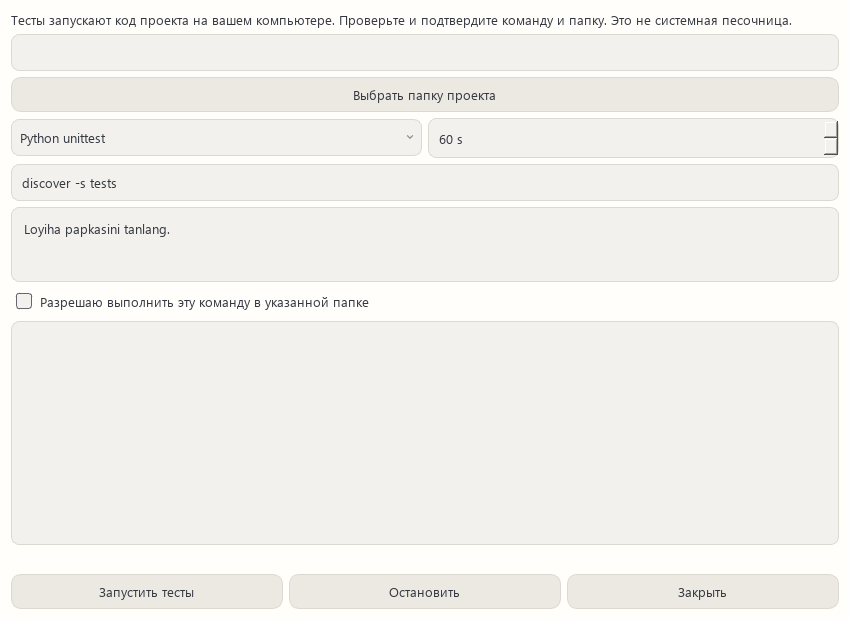 Тесты запускают код проекта на вашем компьютере. Проверьте и подтвердите команду и папку. Это не системная песочница.
Выбрать папку проекта
Python unittest
60 s
discover -s tests
Loyiha papkasini tanlang.
Разрешаю выполнить эту команду в указанной папке
Запустить тесты
Остановить
Закрыть